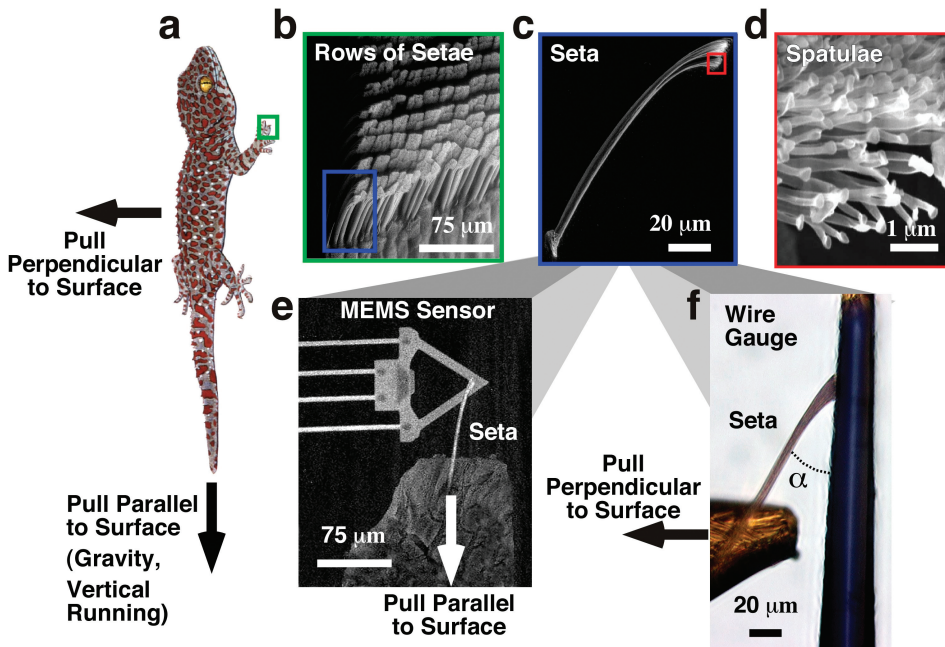 a
Pull
Perpendicular
to Surface
Pull Parallel
to Surface
(Gravity,
Vertical
Running)
b
Rows of Setae
75 μm
c
Seta
20 μm
d
Spatulae
1 μm
e
MEMS Sensor
Seta
75 μm
Pull Parallel
to Surface
Pull
Perpendicular
to Surface
f
Wire
Gauge
Seta
α
20 μm